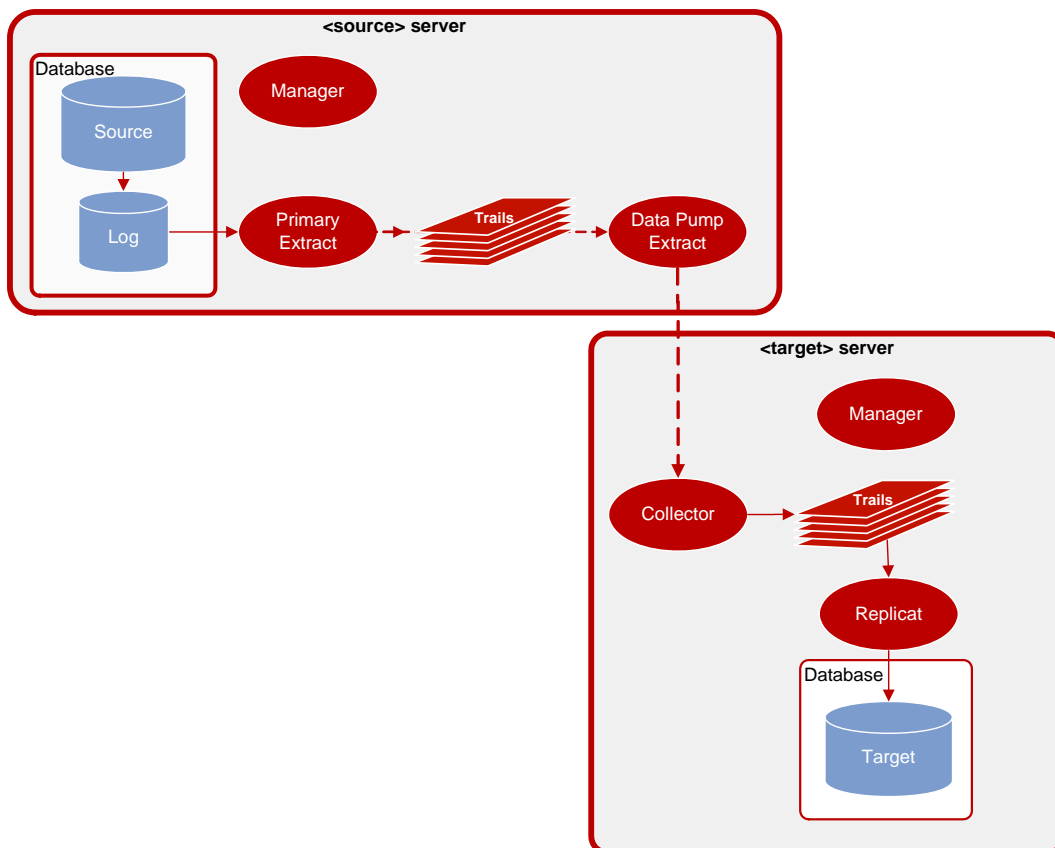 <source> server
Database
Manager
Source
Log
Primary
Extract
Trails
Data Pump
Extract
<target> server
Manager
Collector
Trails
Replicat
Database
Target